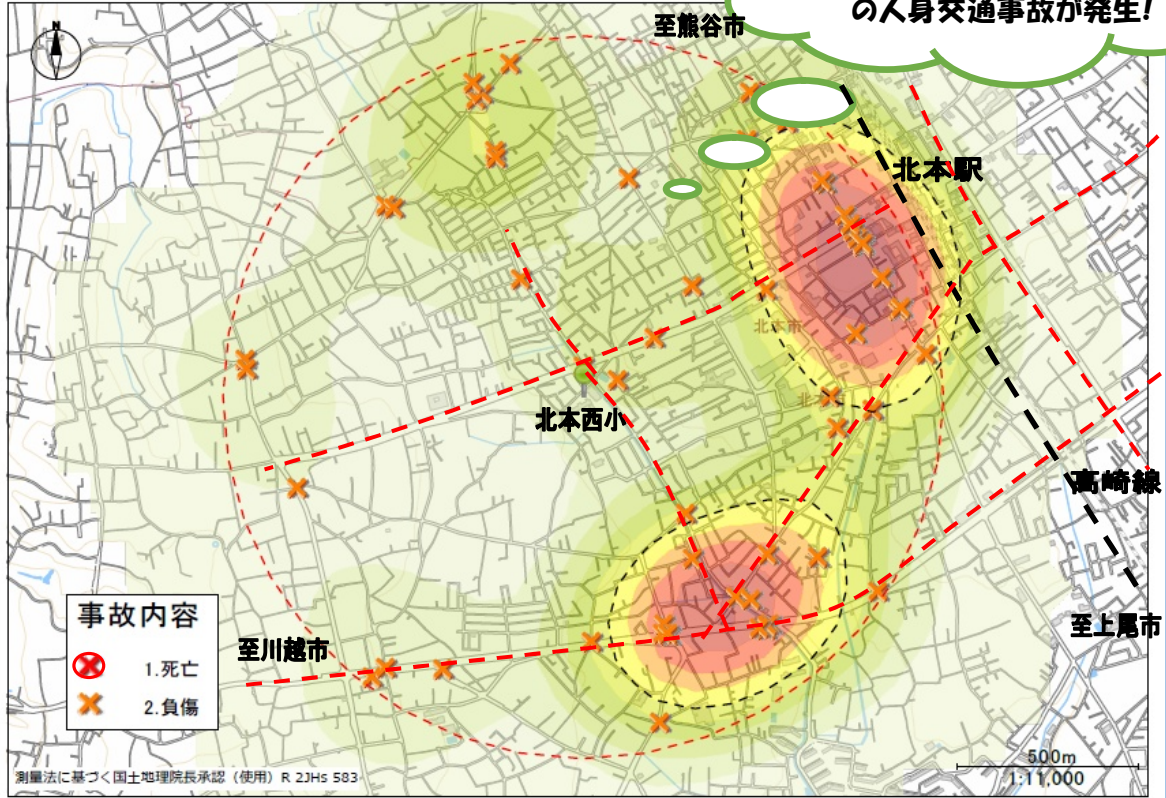 の人身交通事故が発生!
至熊谷市
N
北本駅
北本市
北本西小
高崎線
事故内容
1.死亡
2.負傷
至川越市
至上尾市
500m
1:11,000
測量法に基づく国土地理院長承認(使用)R 2JHs 583